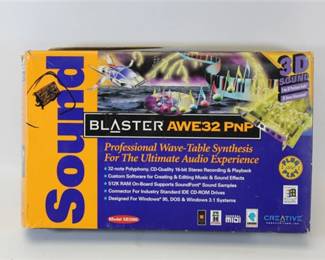 Sound
3D
SOUND
BLASTER AWE32 PNP
Professional Wave-Table Synthesis
For The Ultimate Audio Experience
• 32-note Polyphony, CD-Quality 16-bit Stereo Recording & Playback
• Custom Software for Creating & Editing Music & Sound Effects
• 512K RAM On-Board Supports SoundFont Sound Samples
• Connector For Industry Standard IDE CD-ROM Drives
• Designed For Windows 95, DOS & Windows 3.1 Systems
PLUG
PLAY
CREATIVE